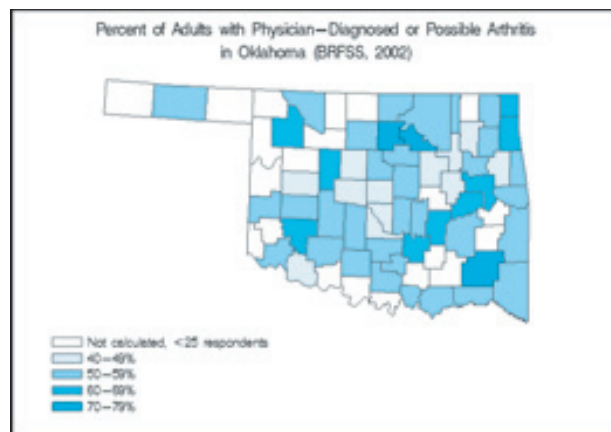 Percent of Adults with Physician-Diagnosed or Possible Arthritis
in Oklahoma (BRFSS, 2002)
Not calculated, <25 respondents
40-49%
50-59%
60-69%
70-79%